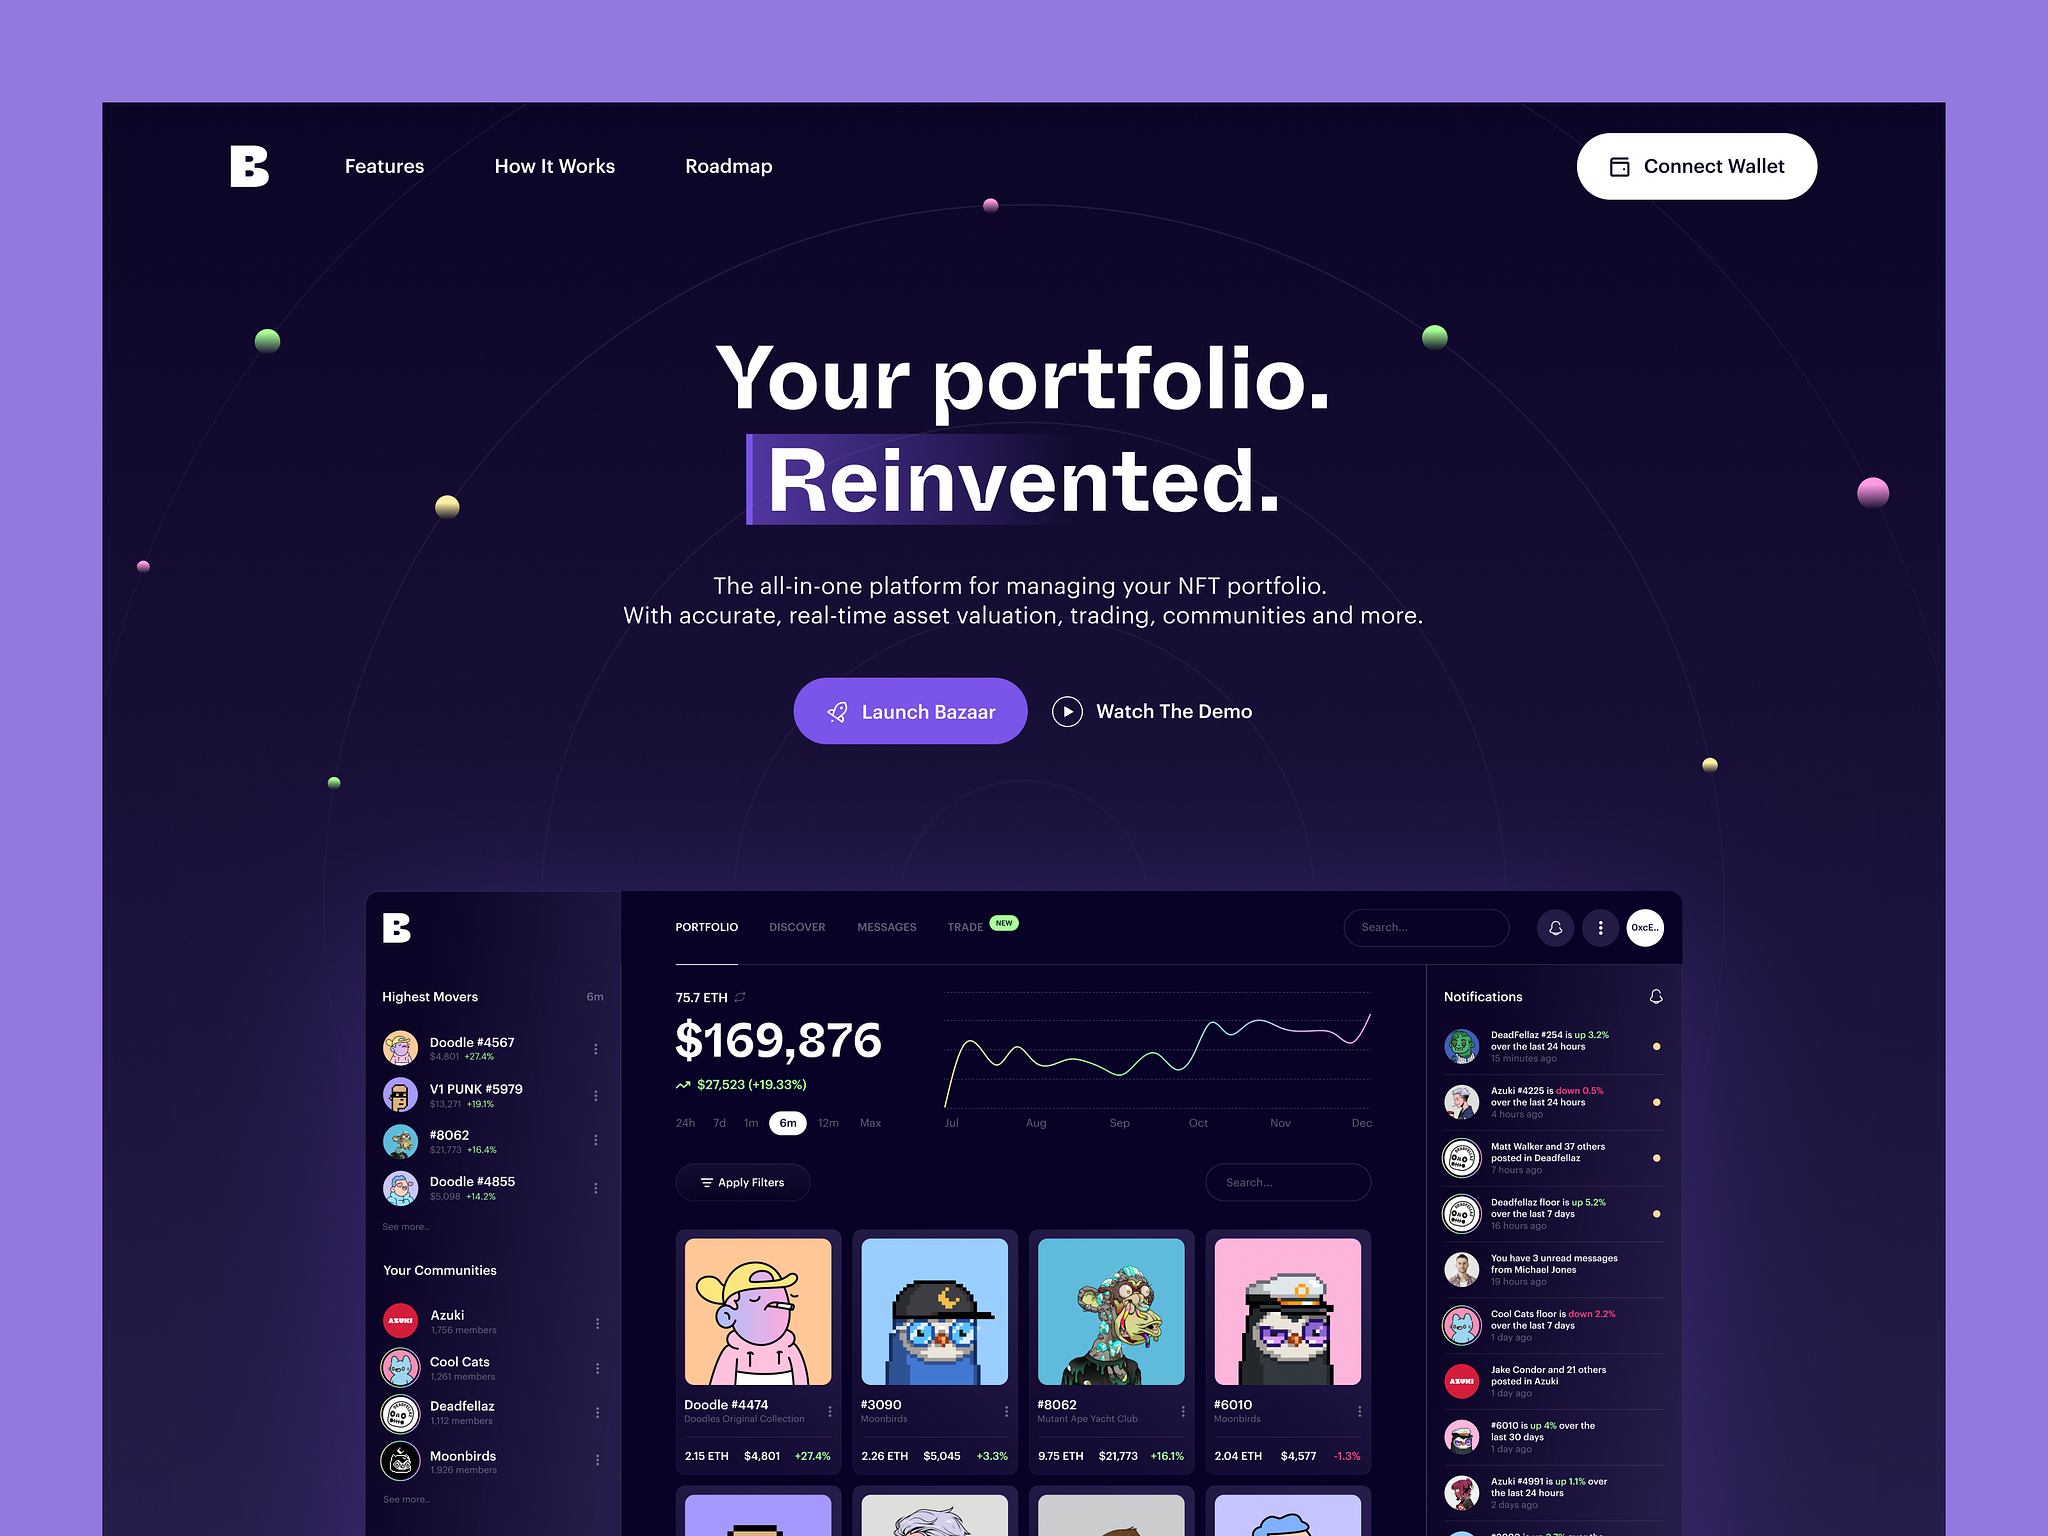 B
Features
How It Works
Roadmap
Connect Wallet
Your portfolio.
Reinvented.
The all-in-one platform for managing your NFT portfolio.
With accurate, real-time asset valuation, trading, communities and more.
Launch Bazaar
Watch The Demo
B
PORTFOLIO
DISCOVER
MESSAGES
TRADE
NEW
Search...
0xcE..
Highest Movers
6m
Doodle #4567
$4,801 +27.4%
V1 PUNK #5979
$13,271 +19.1%
#8062
$21,773 +16.4%
Doodle #4855
$5,098 +14.2%
See more..
Your Communities
AZUKI
Azuki
1,756 members
Cool Cats
1,261 members
DEADFELLAZ
Deadfellaz
1,112 members
Moonbirds
1,926 members
See more..
75.7 ETH
$169,876
$27,523 (+19.33%)
24h 7d 1m 6m 12m Max
Jul Aug Sep Oct Nov Dec
Apply Filters
Search...
Doodle #4474
Doodles Original Collection
2.15 ETH $4,801 +27.4%
#3090
Moonbirds
2.26 ETH $5,045 +3.3%
#8062
Mutant Ape Yacht Club
9.75 ETH $21,773 +16.1%
#6010
Moonbirds
2.04 ETH $4,577 -1.3%
Notifications
DeadFellaz #254 is up 3.2%
over the last 24 hours
15 minutes ago
Azuki #4225 is down 0.5%
over the last 24 hours
4 hours ago
DEADFELLAZ
Matt Walker and 37 others
posted in Deadfellaz
7 hours ago
DEADFELLAZ
Deadfellaz floor is up 5.2%
over the last 7 days
16 hours ago
You have 3 unread messages
from Michael Jones
19 hours ago
Cool Cats floor is down 2.2%
over the last 7 days
1 day ago
AZUKI
Jake Condor and 21 others
posted in Azuki
1 day ago
#6010 is up 4% over the
last 30 days
1 day ago
Azuki #4991 is up 1.1% over
the last 24 hours
2 days ago